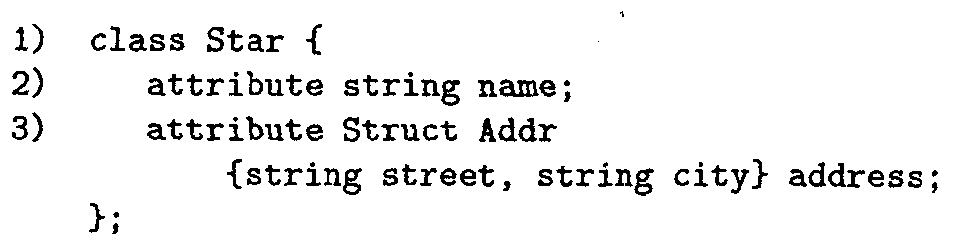 1) class Star {
2) attribute string name;
3) attribute Struct Addr
{string street, string city} address;
};